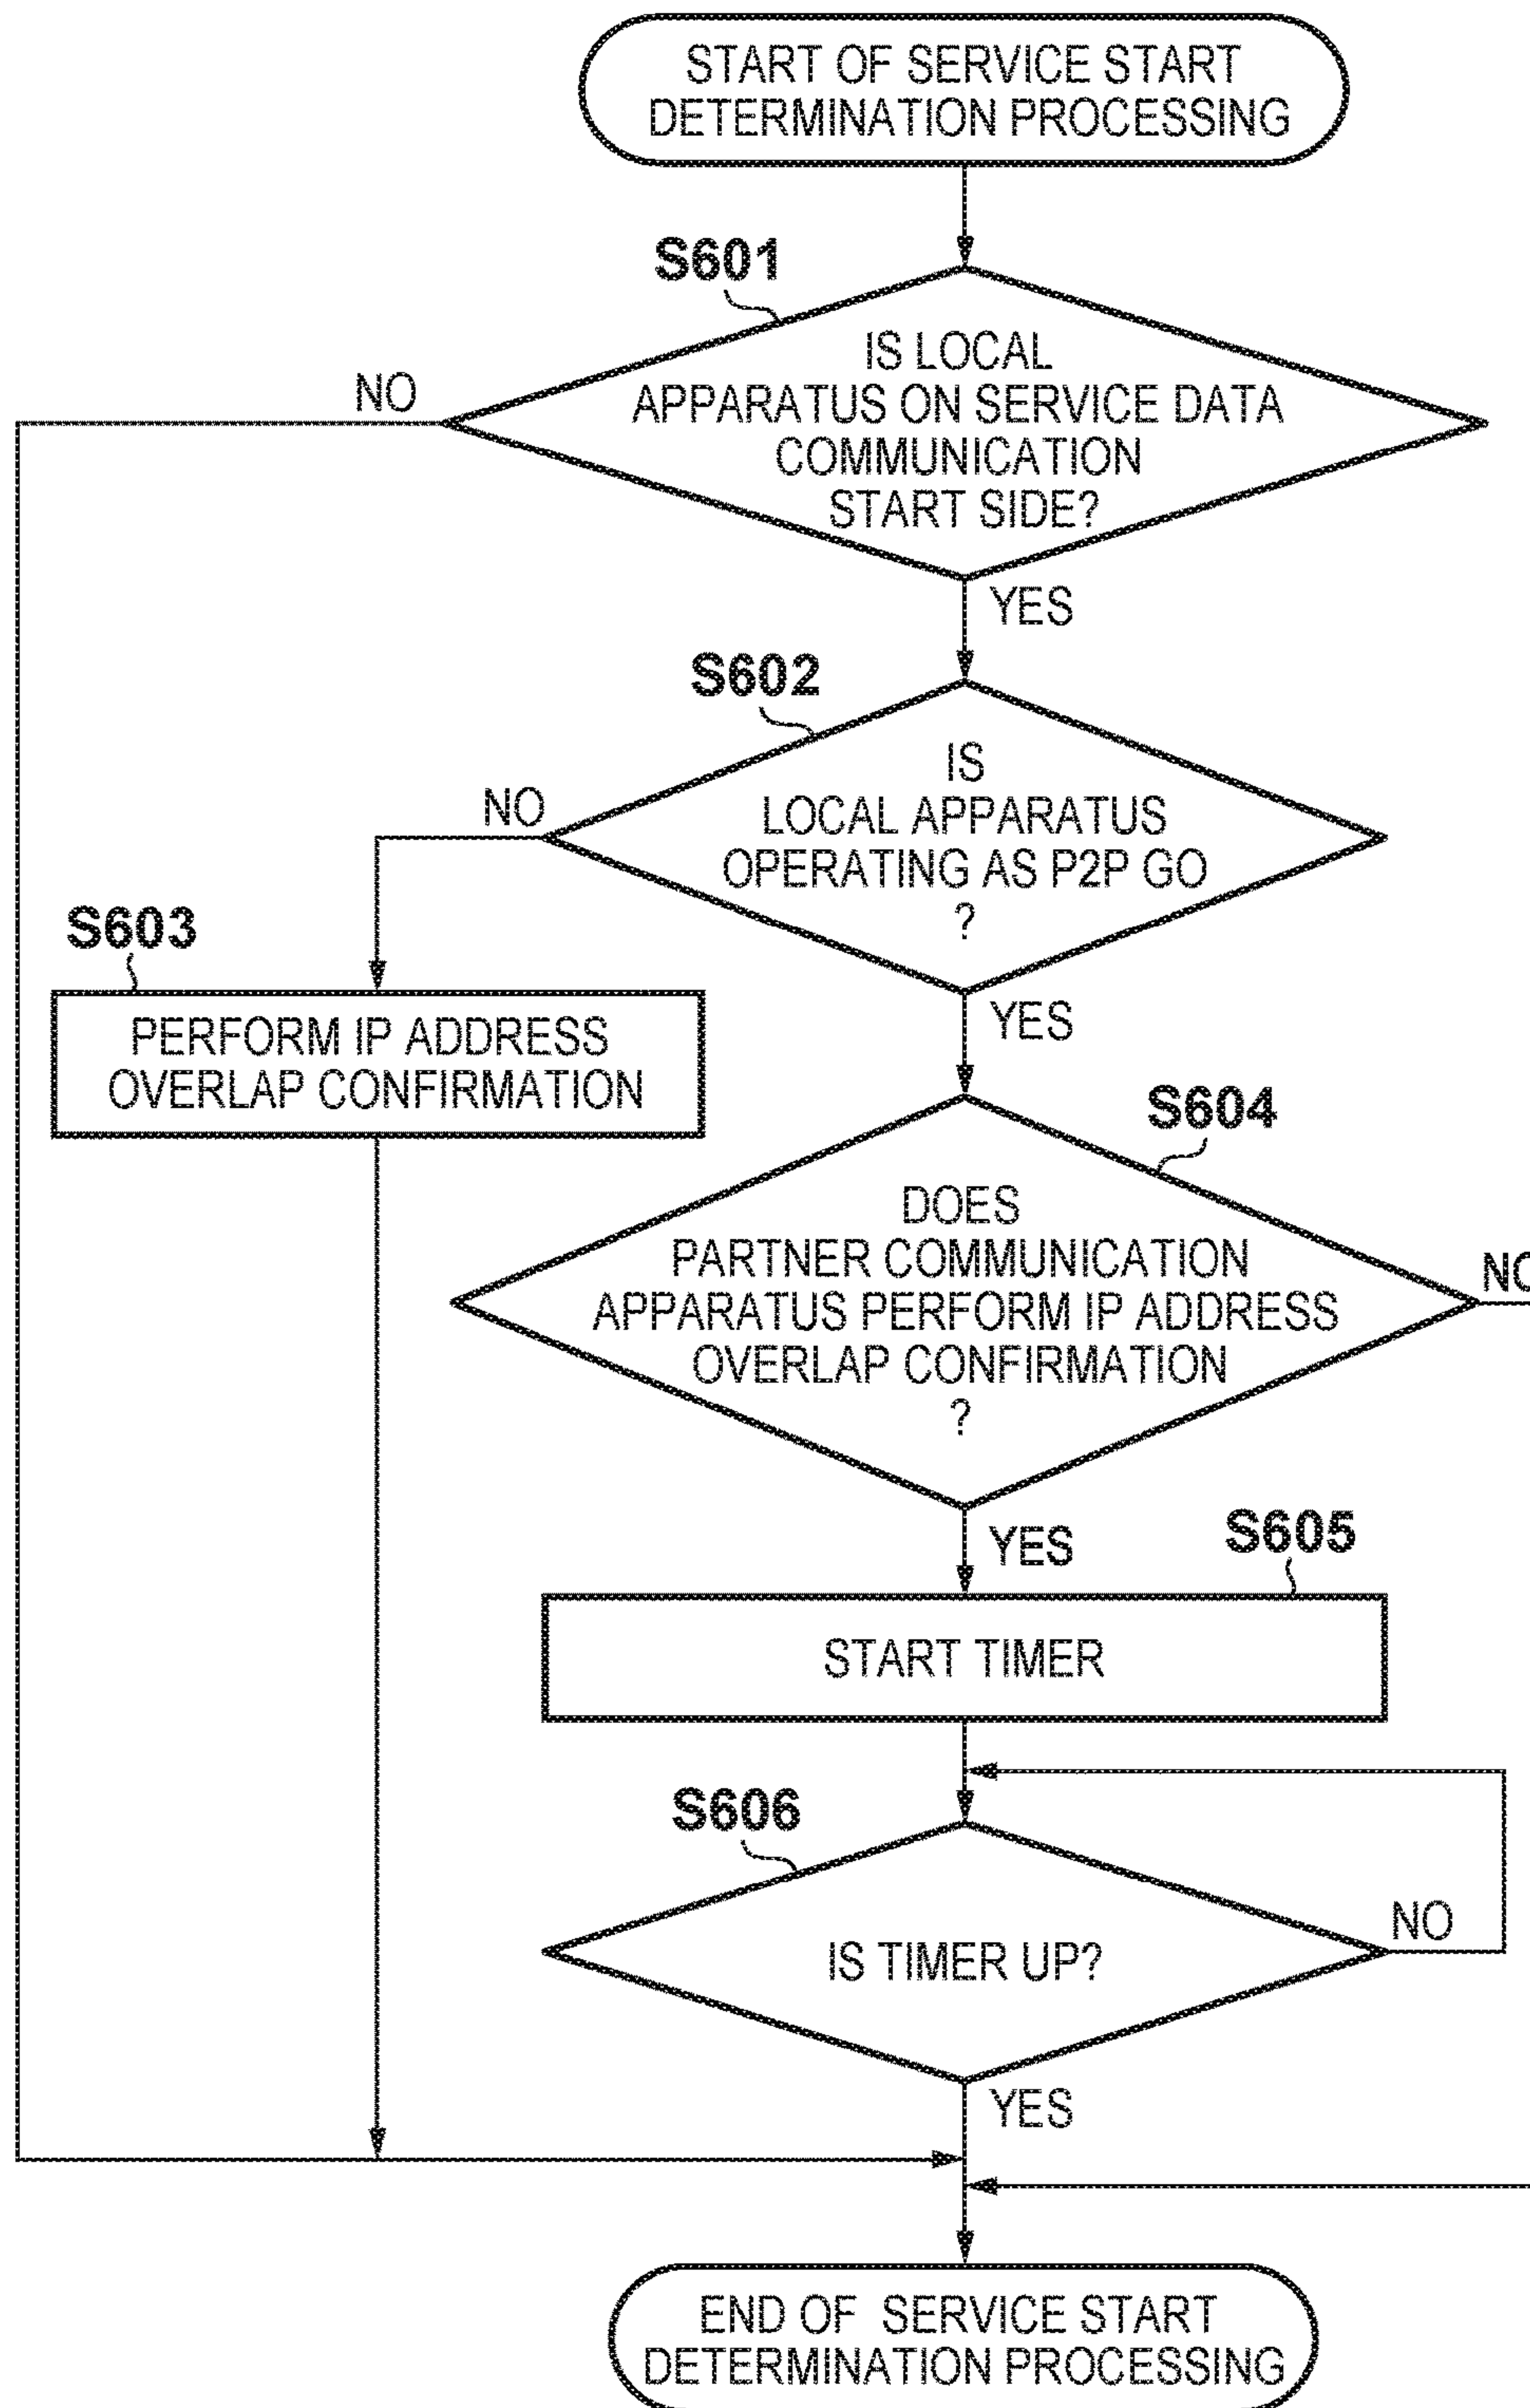 START OF SERVICE START
DETERMINATION PROCESSING
S601
IS LOCAL
APPARATUS ON SERVICE DATA
COMMUNICATION
START SIDE?
NO
YES
S602
IS
LOCAL APPARATUS
OPERATING AS P2P GO
?
NO
YES
S603
PERFORM IP ADDRESS
OVERLAP CONFIRMATION
S604
DOES
PARTNER COMMUNICATION
APPARATUS PERFORM IP ADDRESS
OVERLAP CONFIRMATION
?
NO
YES
S605
START TIMER
S606
IS TIMER UP?
NO
YES
END OF SERVICE START
DETERMINATION PROCESSING